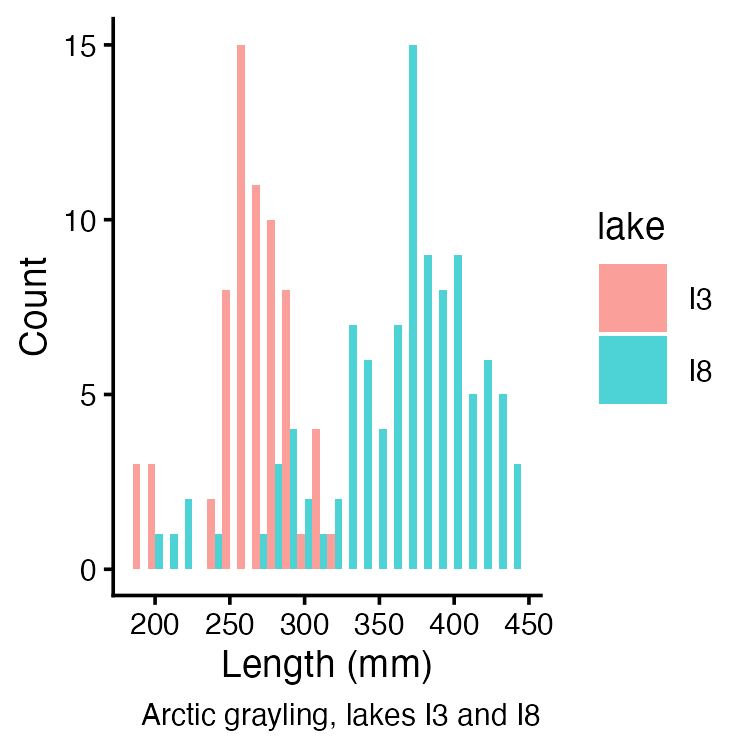 15
10
5
0
Count
200 250 300 350 400 450
Length (mm)
Arctic grayling, lakes I3 and I8
lake
I3
I8